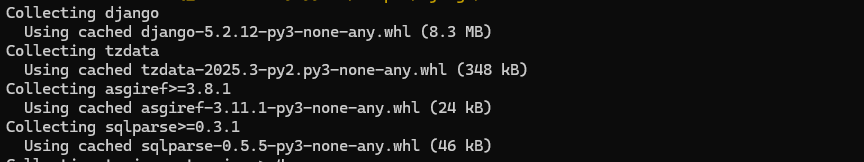 Collecting django
Using cached django-5.2.12-py3-none-any.whl (8.3 MB)
Collecting tzdata
Using cached tzdata-2025.3-py2.py3-none-any.whl (348 kB)
Collecting asgiref>=3.8.1
Using cached asgiref-3.11.1-py3-none-any.whl (24 kB)
Collecting sqlparse>=0.3.1
Using cached sqlparse-0.5.5-py3-none-any.whl (46 kB)